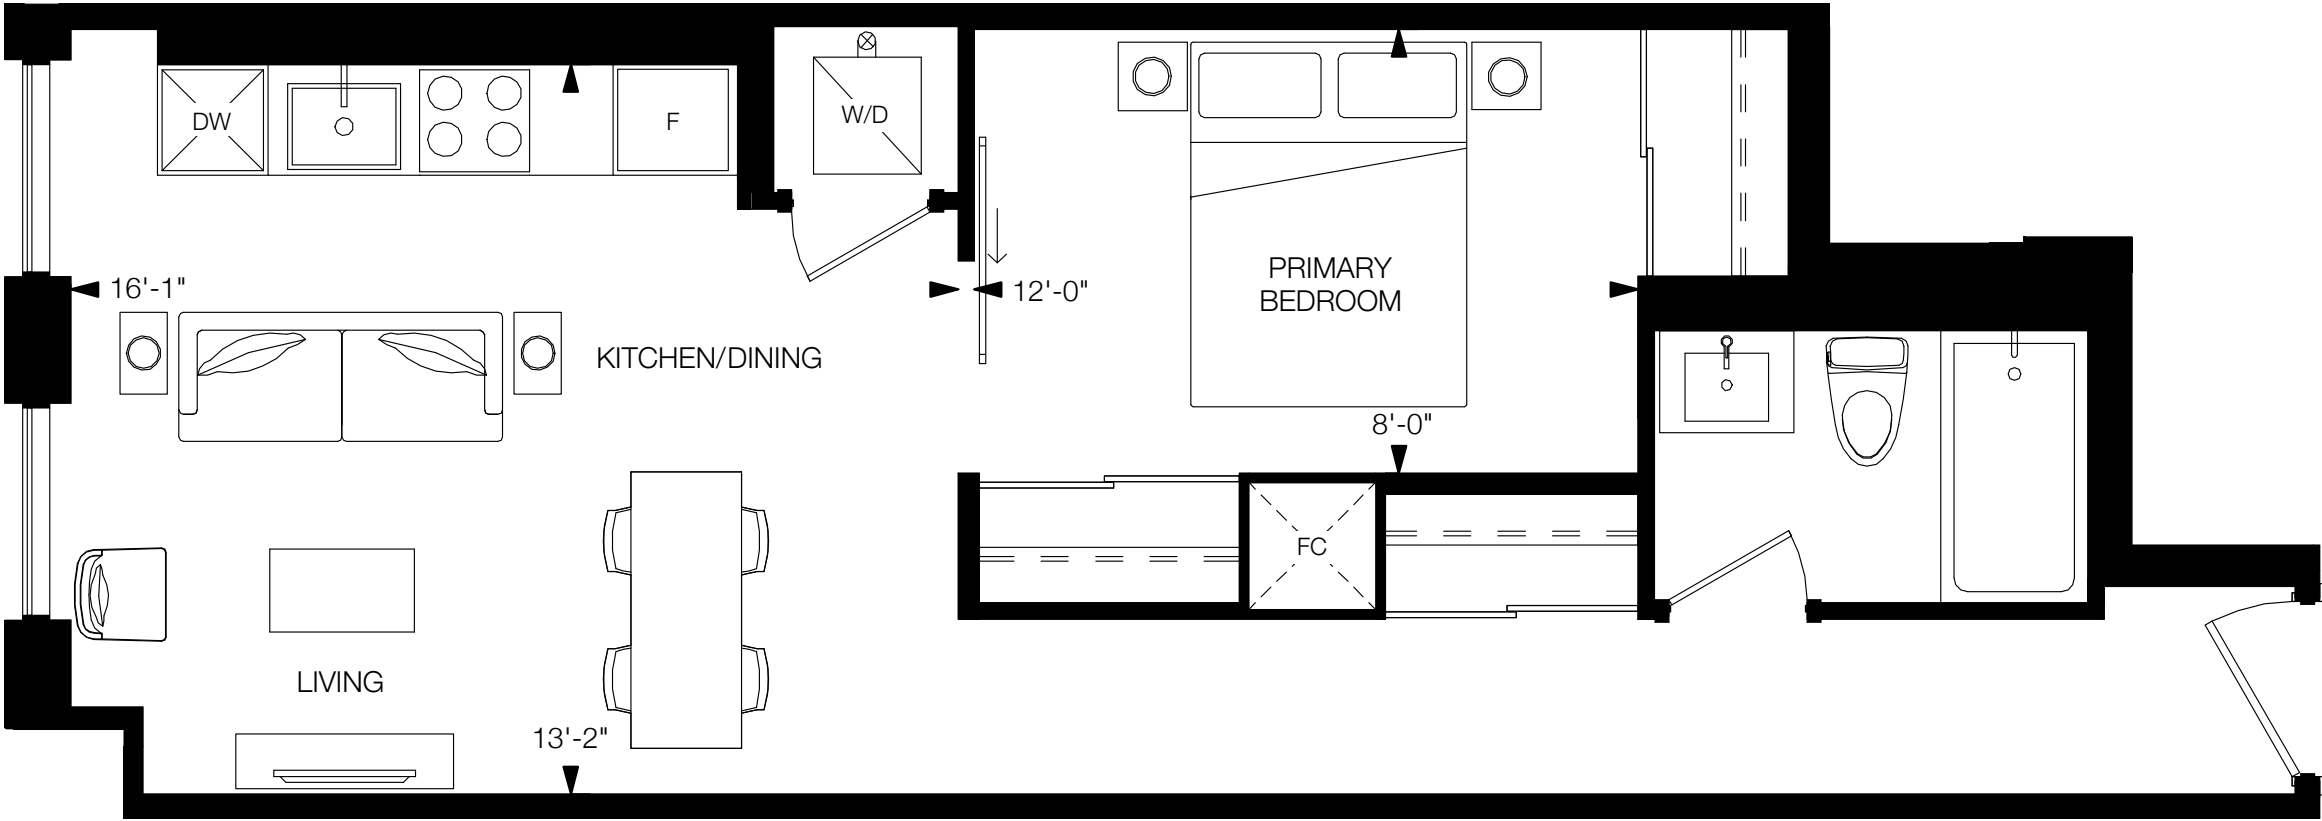 DW
F
W/D
16'-1"
12'-0"
PRIMARY
BEDROOM
KITCHEN/DINING
8'-0"
FC
LIVING
13'-2"